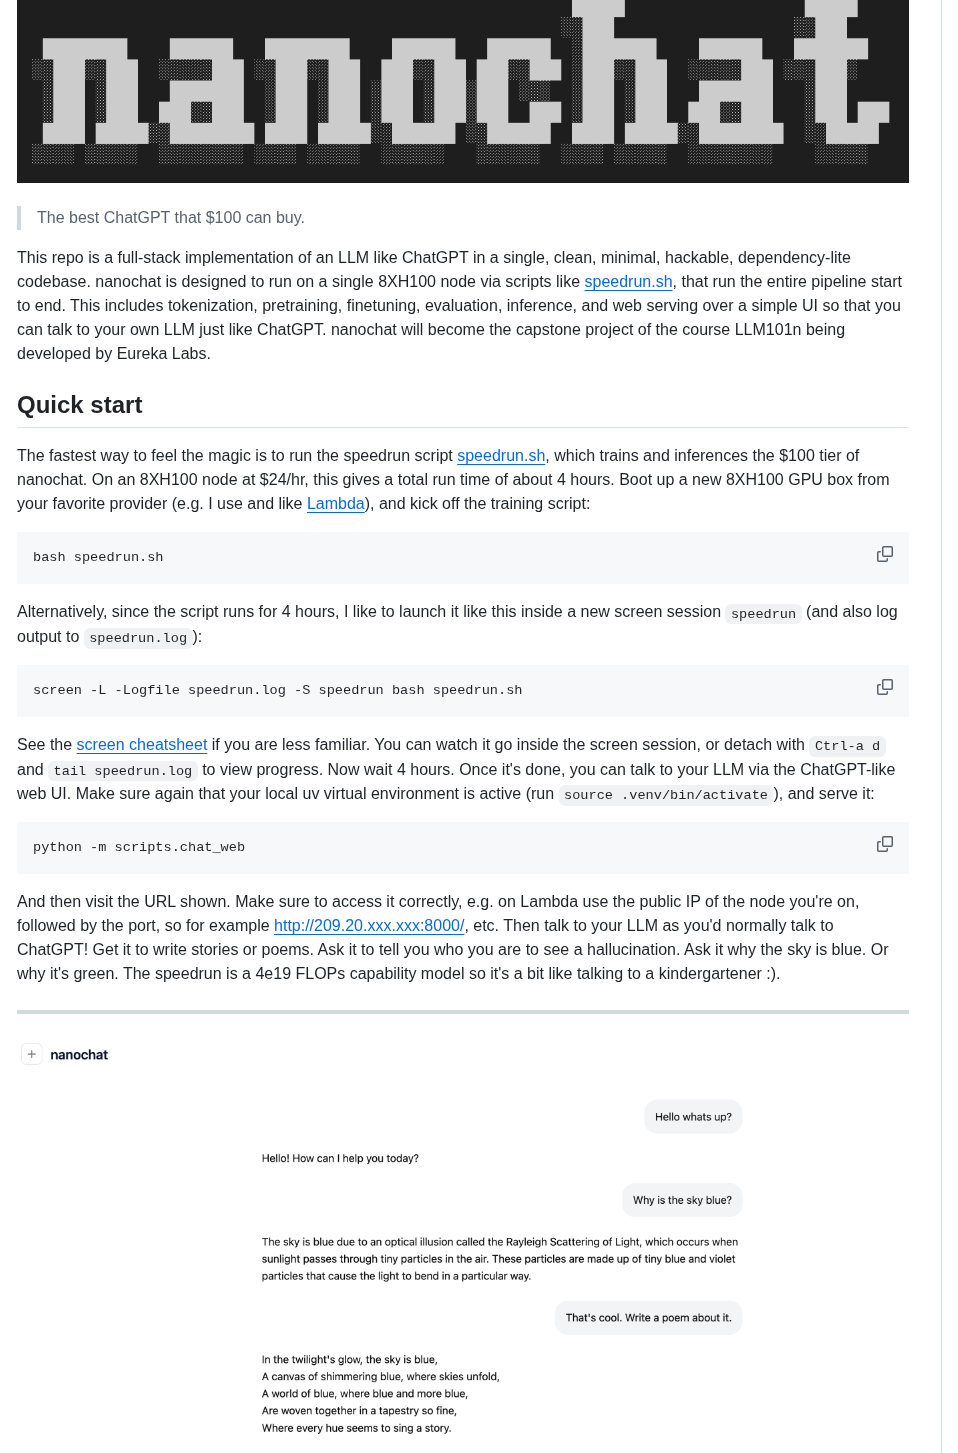 nanochat
The best ChatGPT that $100 can buy.
This repo is a full-stack implementation of an LLM like ChatGPT in a single, clean, minimal, hackable, dependency-lite
codebase. nanochat is designed to run on a single 8XH100 node via scripts like speedrun.sh, that run the entire pipeline start
to end. This includes tokenization, pretraining, finetuning, evaluation, inference, and web serving over a simple UI so that you
can talk to your own LLM just like ChatGPT. nanochat will become the capstone project of the course LLM101n being
developed by Eureka Labs.
Quick start
The fastest way to feel the magic is to run the speedrun script speedrun.sh, which trains and inferences the $100 tier of
nanochat. On an 8XH100 node at $24/hr, this gives a total run time of about 4 hours. Boot up a new 8XH100 GPU box from
your favorite provider (e.g. I use and like Lambda), and kick off the training script:
bash speedrun.sh
Alternatively, since the script runs for 4 hours, I like to launch it like this inside a new screen session speedrun (and also log
output to speedrun.log ):
screen -L -Logfile speedrun.log -S speedrun bash speedrun.sh
See the screen cheatsheet if you are less familiar. You can watch it go inside the screen session, or detach with Ctrl-a d
and tail speedrun.log to view progress. Now wait 4 hours. Once it's done, you can talk to your LLM via the ChatGPT-like
web UI. Make sure again that your local uv virtual environment is active (run source .venv/bin/activate ), and serve it:
python -m scripts.chat_web
And then visit the URL shown. Make sure to access it correctly, e.g. on Lambda use the public IP of the node you're on,
followed by the port, so for example http://209.20.xxx.xxx:8000/, etc. Then talk to your LLM as you'd normally talk to
ChatGPT! Get it to write stories or poems. Ask it to tell you who you are to see a hallucination. Ask it why the sky is blue. Or
why it's green. The speedrun is a 4e19 FLOPs capability model so it's a bit like talking to a kindergartener :).
+ nanochat
Hello whats up?
Hello! How can I help you today?
Why is the sky blue?
The sky is blue due to an optical illusion called the Rayleigh Scattering of Light, which occurs when
sunlight passes through tiny particles in the air. These particles are made up of tiny blue and violet
particles that cause the light to bend in a particular way.
That's cool. Write a poem about it.
In the twilight's glow, the sky is blue,
A canvas of shimmering blue, where skies unfold,
A world of blue, where blue and more blue,
Are woven together in a tapestry so fine,
Where every hue seems to sing a story.